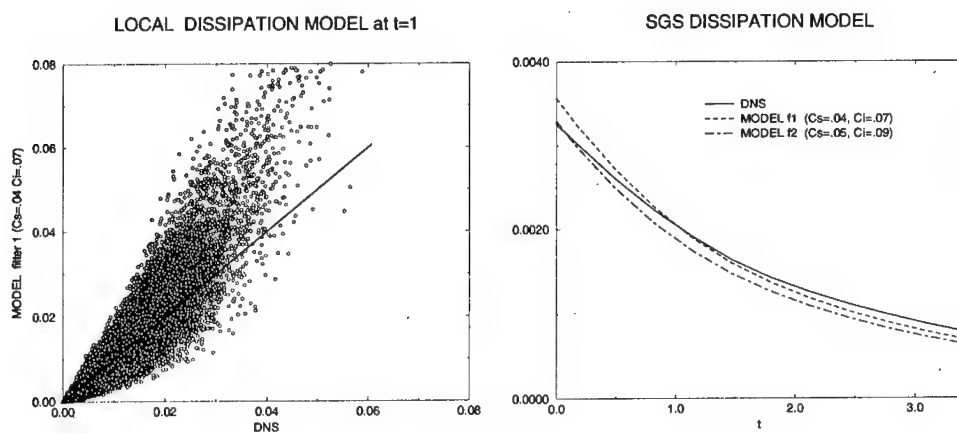 LOCAL DISSIPATION MODEL at t=1
MODEL filter 1 (Cs=.04 Ci=.07)
0.08
0.06
0.04
0.02
0.00
0.00 0.02 0.04 0.06 0.08
DNS
SGS DISSIPATION MODEL
0.0040
0.0020
0.0000
DNS
MODEL f1 (Cs=.04, Ci=.07)
MODEL f2 (Cs=.05, Ci=.09)
0.0 1.0 2.0 3.0
t